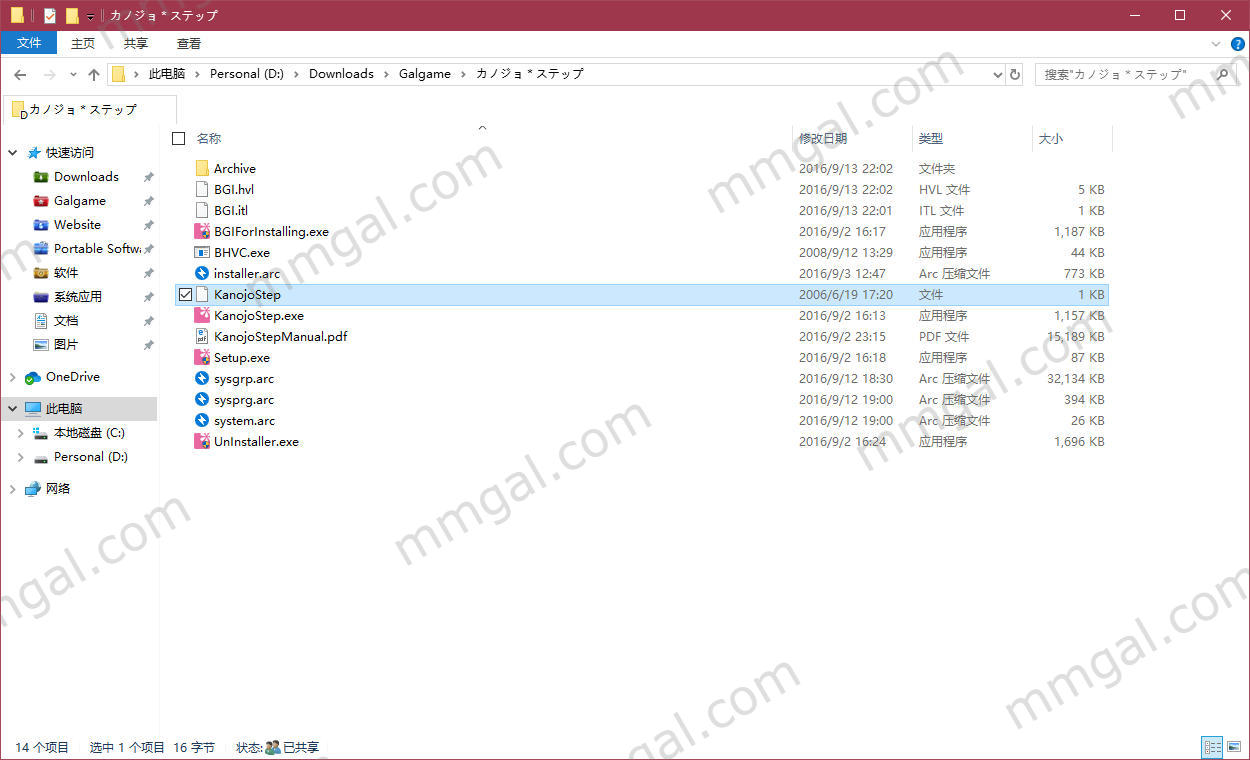 カノジョ * ステップ
文件 主页 共享 查看
此电脑 Personal (D:) Downloads Galgame カノジョ * ステップ 搜索"カノジョ * ステップ"
カノジョ * ステップ
名称 修改日期 类型 大小
快速访问
Downloads
Galgame
Website
Portable Softw
软件
系统应用
文档
图片
OneDrive
此电脑
本地磁盘 (C:)
Personal (D:)
网络
Archive 2016/9/13 22:02 文件夹
BGI.hvl 2016/9/13 22:02 HVL 文件 5 KB
BGI.itl 2016/9/13 22:01 ITL 文件 1 KB
BGIForInstalling.exe 2016/9/2 16:17 应用程序 1,187 KB
BHVC.exe 2008/9/12 13:29 应用程序 44 KB
installer.arc 2016/9/3 12:47 Arc 压缩文件 773 KB
KanojoStep 2006/6/19 17:20 文件 1 KB
KanojoStep.exe 2016/9/2 16:13 应用程序 1,157 KB
KanojoStepManual.pdf 2016/9/2 23:15 PDF 文件 15,189 KB
Setup.exe 2016/9/2 16:18 应用程序 87 KB
sysgrp.arc 2016/9/12 18:30 Arc 压缩文件 32,134 KB
sysprg.arc 2016/9/12 19:00 Arc 压缩文件 394 KB
system.arc 2016/9/12 19:00 Arc 压缩文件 26 KB
UnInstaller.exe 2016/9/2 16:24 应用程序 1,696 KB
14 个项目 选中 1 个项目 16 字节 状态: 已共享
mmgal.com
mmgal.com
mmgal.com
mmgal.com
mmgal.com
mmgal.com
mmgal.com